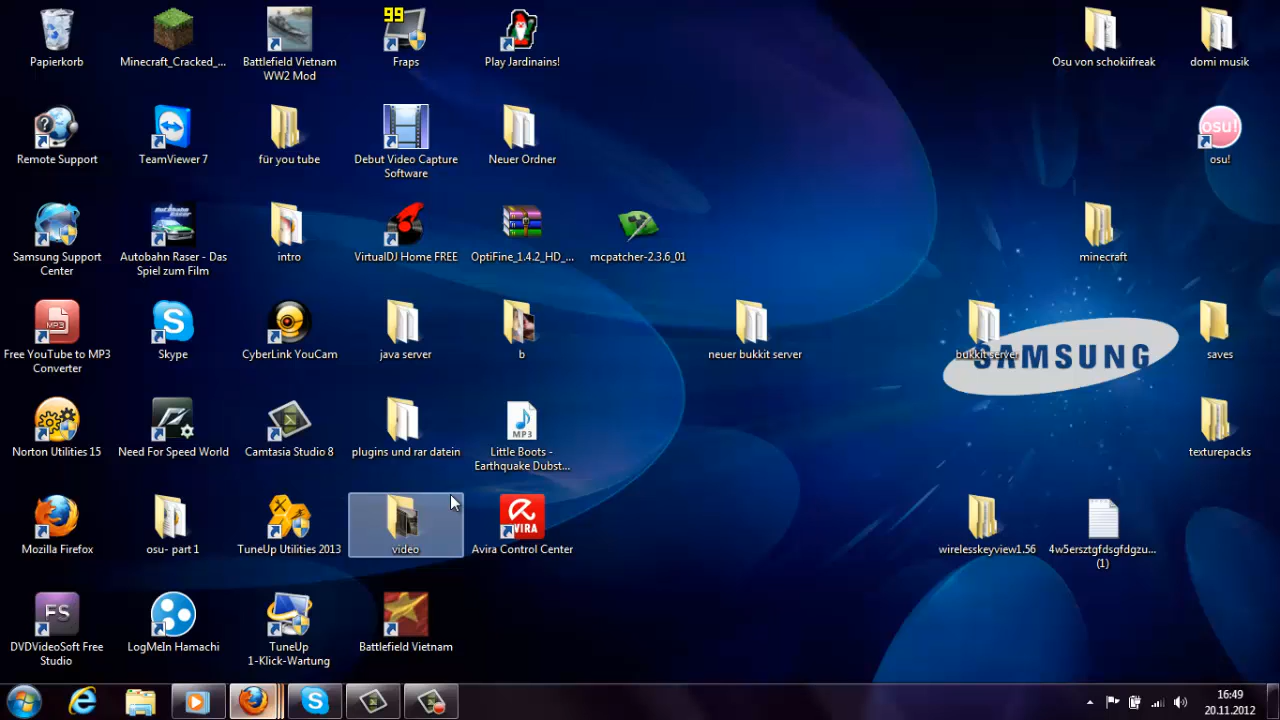 99
Papierkorb
Minecraft_Cracked_...
Battlefield Vietnam
WW2 Mod
Fraps
Play Jardinains!
Osu von schokiifreak
domi musik
Remote Support
TeamViewer 7
für you tube
Debut Video Capture
Software
Neuer Ordner
osu!
osu!
Samsung Support
Center
Autobahn Raser - Das
Spiel zum Film
intro
VirtualDJ Home FREE
OptiFine_1.4.2_HD_...
mcpatcher-2.3.6_01
minecraft
MP3
Free YouTube to MP3
Converter
Skype
CyberLink YouCam
java server
b
neuer bukkit server
bukkit server
SAMSUNG
saves
Norton Utilities 15
Need For Speed World
Camtasia Studio 8
plugins und rar datein
MP3
Little Boots -
Earthquake Dubst...
texturepacks
Mozilla Firefox
osu- part 1
TuneUp Utilities 2013
video
VIRA
Avira Control Center
wirelesskeyview1.56
4w5ersztgfdsgfdgzu...
(1)
FS
DVDVideoSoft Free
Studio
LogMeIn Hamachi
TuneUp
1-Klick-Wartung
Battlefield Vietnam
16:49
20.11.2012